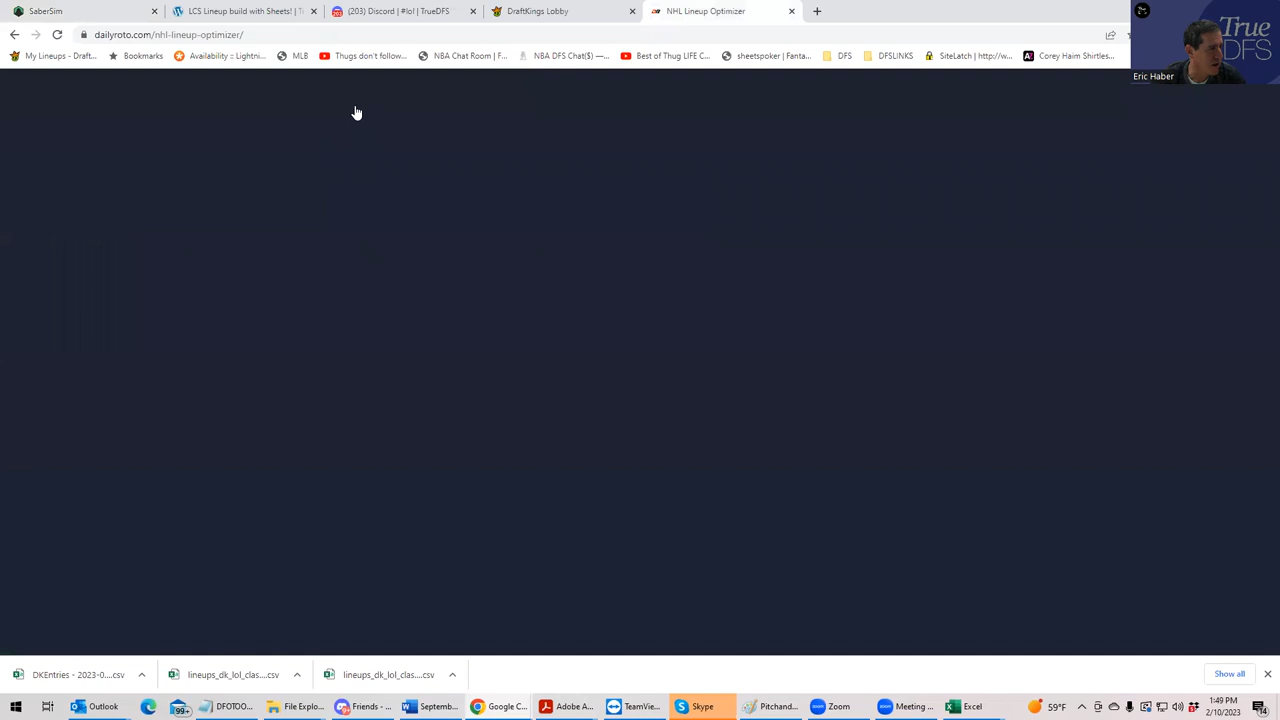 SaberSim
LCS Lineup build with Sheets! | T
(203) Discord | #lol | TrueDFS
DraftKings Lobby
NHL Lineup Optimizer
dailyroto.com/nhl-lineup-optimizer/
My Lineups - Draft...
Bookmarks
Availability :: Lightni...
MLB
Thugs don't follow...
NBA Chat Room | F...
NBA DFS Chat($) —...
Best of Thug LIFE C...
sheetspoker | Fanta...
DFS
DFSLINKS
SiteLatch | http://w...
Corey Haim Shirtles...
True
DFS
Eric Haber
DKEntries - 2023-0....csv
lineups_dk_lol_clas....csv
lineups_dk_lol_clas....csv
Show all
Outlook
99+
DFOTOO...
File Explo...
Friends - ...
Septemb...
Google C...
Adobe A...
TeamVie...
Skype
Pitchand...
Zoom
Meeting ...
Excel
59°F
1:49 PM
2/10/2023
14